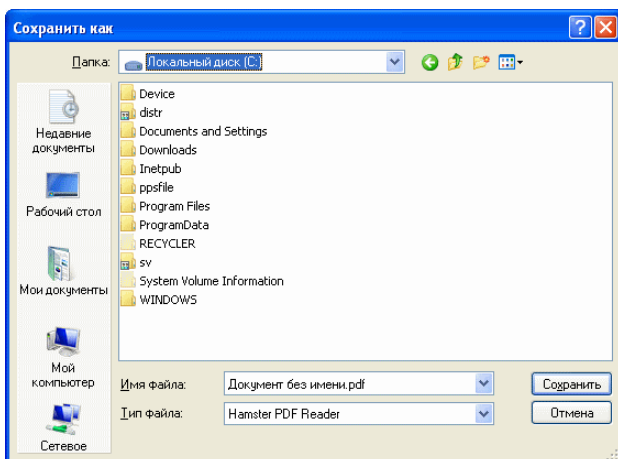 Сохранить как
Папка:
Локальный диск (C:)
Недавние
документы
Рабочий стол
Мои документы
Мой
компьютер
Сетевое
Device
distr
Documents and Settings
Downloads
Inetpub
ppsfile
Program Files
ProgramData
RECYCLER
sv
System Volume Information
WINDOWS
Имя файла:
Документ без имени.pdf
Сохранить
Тип файла:
Hamster PDF Reader
Отмена